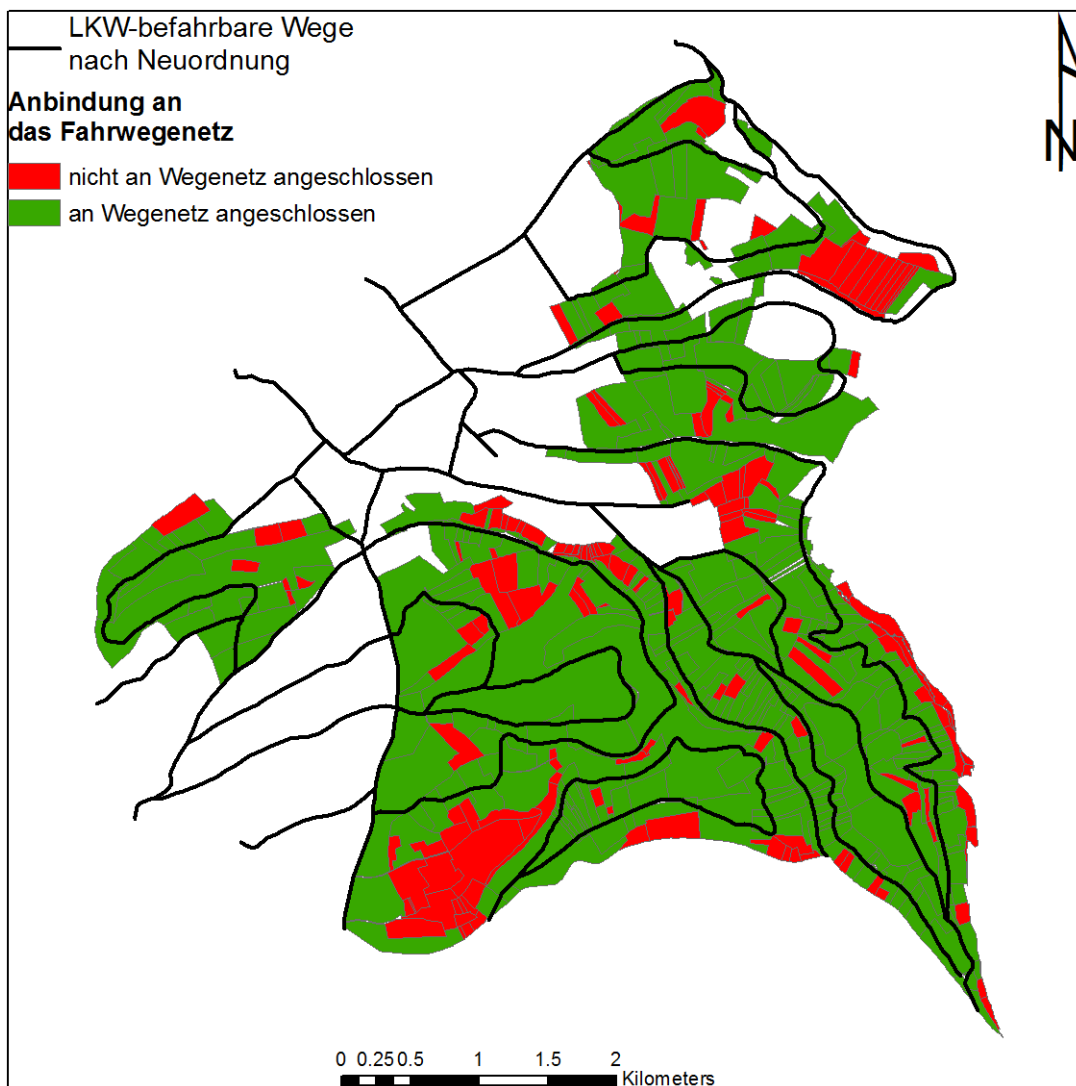 LKW-befahrbare Wege
nach Neuordnung
Anbindung an
das Fahrwegenetz
nicht an Wegenetz angeschlossen
an Wegenetz angeschlossen
N
0 0.25 0.5 1 1.5 2
Kilometers